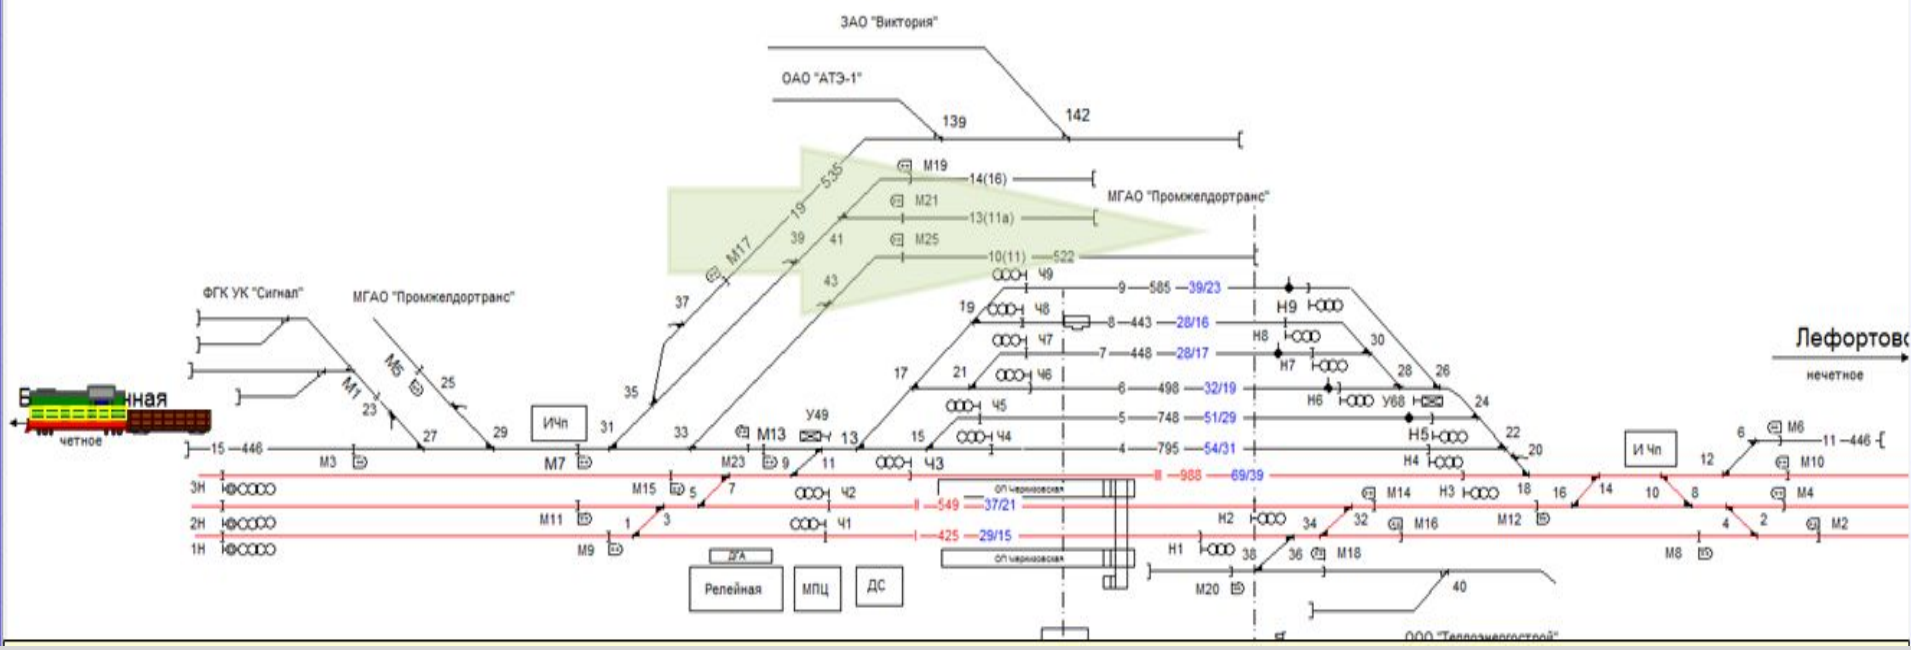 ЗАО "Виктория"
ОАО "АТЭ-1"
139
142
М19
535
14(16)
М21
МГАО "Промжелдортранс"
19
13(11а)
39
41
М25
М17
43
10(11) 522
Ч9
ФГК УК "Сигнал"
МГАО "Промжелдортранс"
37
9 585 39/23
19
Ч8
Н9
8 443 28/16
Н8
30
Лефортово
Ч7
7 448 28/17
Н7
М5
21
Ч6
17
28
26
нечетное
М1
25
35
6 498 32/19
Н6
У68
нная
23
Ч5
24
четное
ИЧп
У49
5 748 51/29
27
29
31
33
М13
13
15
Ч4
Н5
22
20
6
М6
15 446
4 795 54/31
И Чп
11 446
М3
М7
М23
9
11
Ч3
Н4
12
М10
III 988 69/39
3Н
М15
5
7
Ч2
ОП Черкизовская
Н3
18
16
14
10
8
М14
М4
II 549 37/21
2Н
М11
1
3
Ч1
Н2
34
32
М12
М16
4
2
М2
I 425 29/15
1Н
М9
Н1
38
36
М18
М8
ДГА
ОП Черкизовская
Релейная
МПЦ
ДС
М20
40
ООО "Теплоэнергострой"